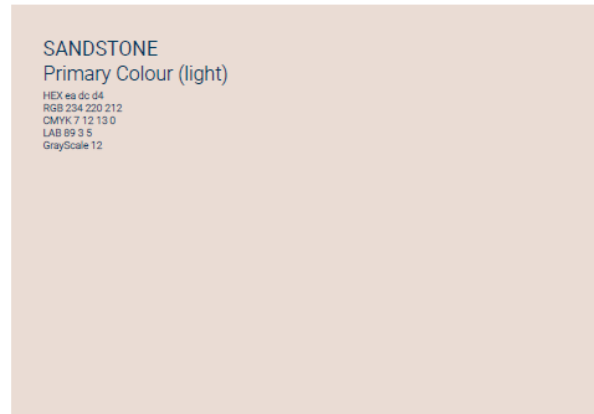 SANDSTONE
Primary Colour (light)
HEX ea dc d4
RGB 234 220 212
CMYK 7 12 13 0
LAB 89 3 5
GrayScale 12